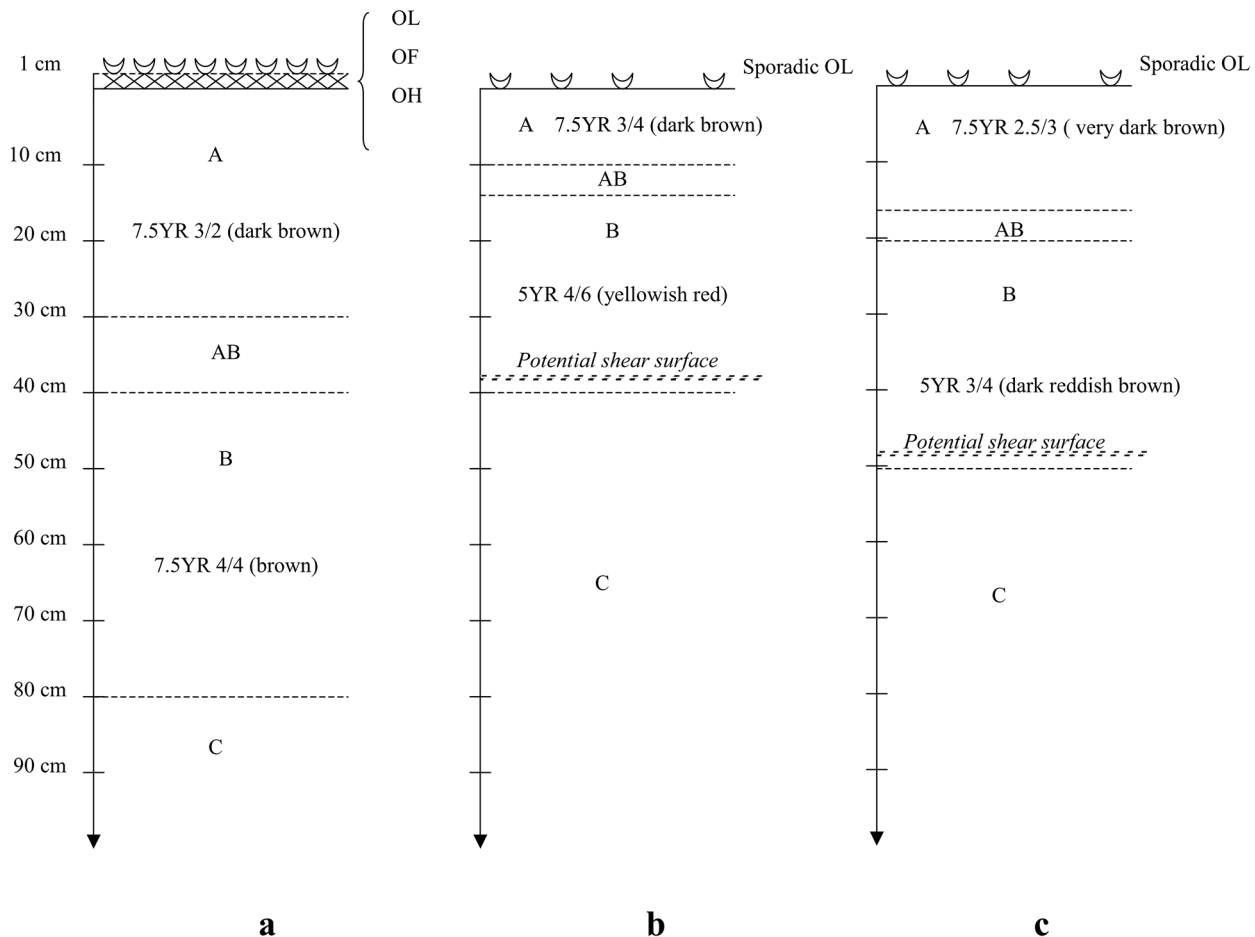 OL
OF
OH
1 cm
10 cm
A
7.5YR 3/2 (dark brown)
20 cm
30 cm
AB
40 cm
B
50 cm
60 cm
7.5YR 4/4 (brown)
70 cm
80 cm
C
90 cm
a
Sporadic OL
A 7.5YR 3/4 (dark brown)
AB
B
5YR 4/6 (yellowish red)
Potential shear surface
C
b
Sporadic OL
A 7.5YR 2.5/3 ( very dark brown)
AB
B
5YR 3/4 (dark reddish brown)
Potential shear surface
C
c